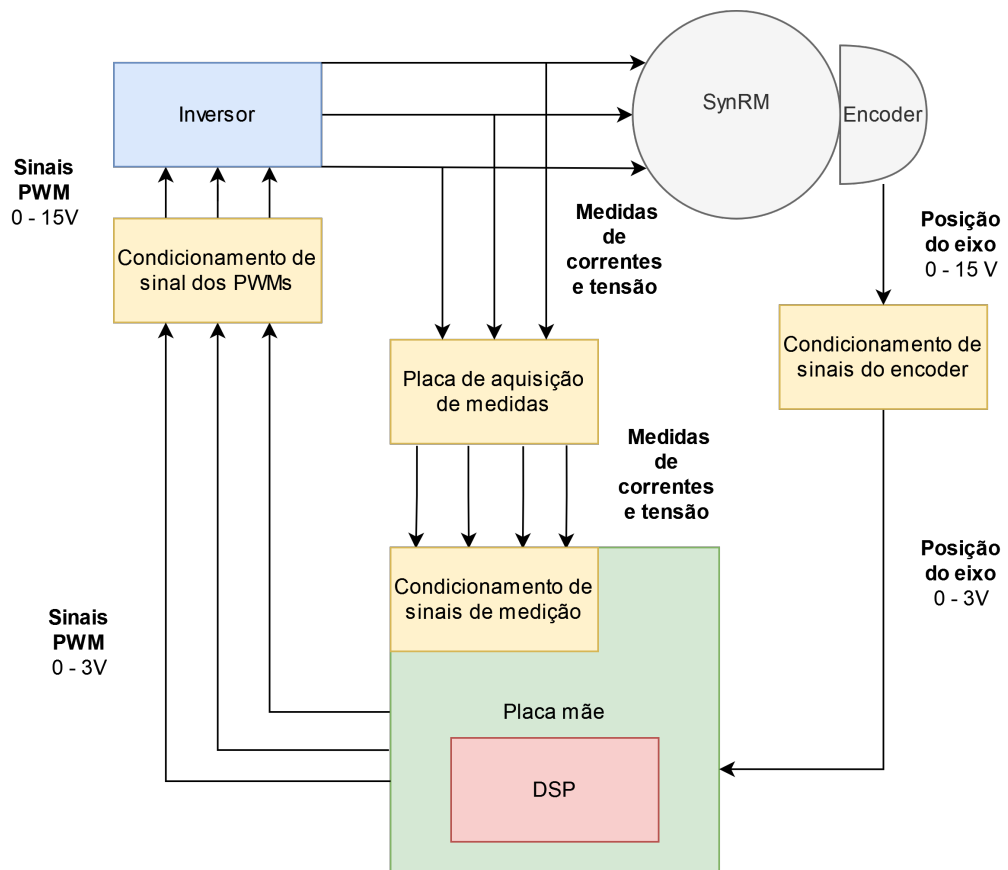 Inversor
SynRM
Encoder
Sinais
PWM
0 - 15V
Condicionamento de
sinal dos PWMs
Medidas
de
correntes
e tensão
Posição
do eixo
0 - 15 V
Condicionamento de
sinais do encoder
Placa de aquisição
de medidas
Medidas
de
correntes
e tensão
Condicionamento de
sinais de medição
Posição
do eixo
0 - 3V
Sinais
PWM
0 - 3V
Placa mãe
DSP